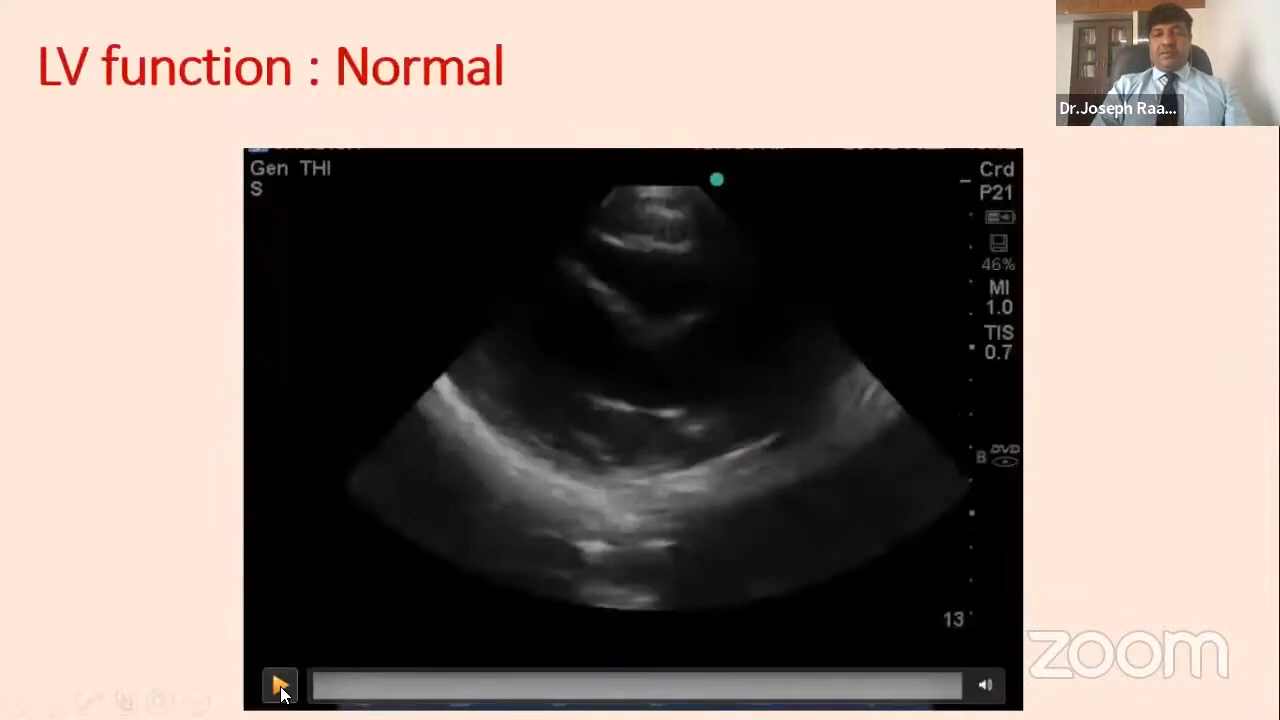 LV function : Normal
Dr.Joseph Raa...
Gen THI
S
Crd
P21
46%
MI
1.0
TIS
0.7
B DVD
13
zoom